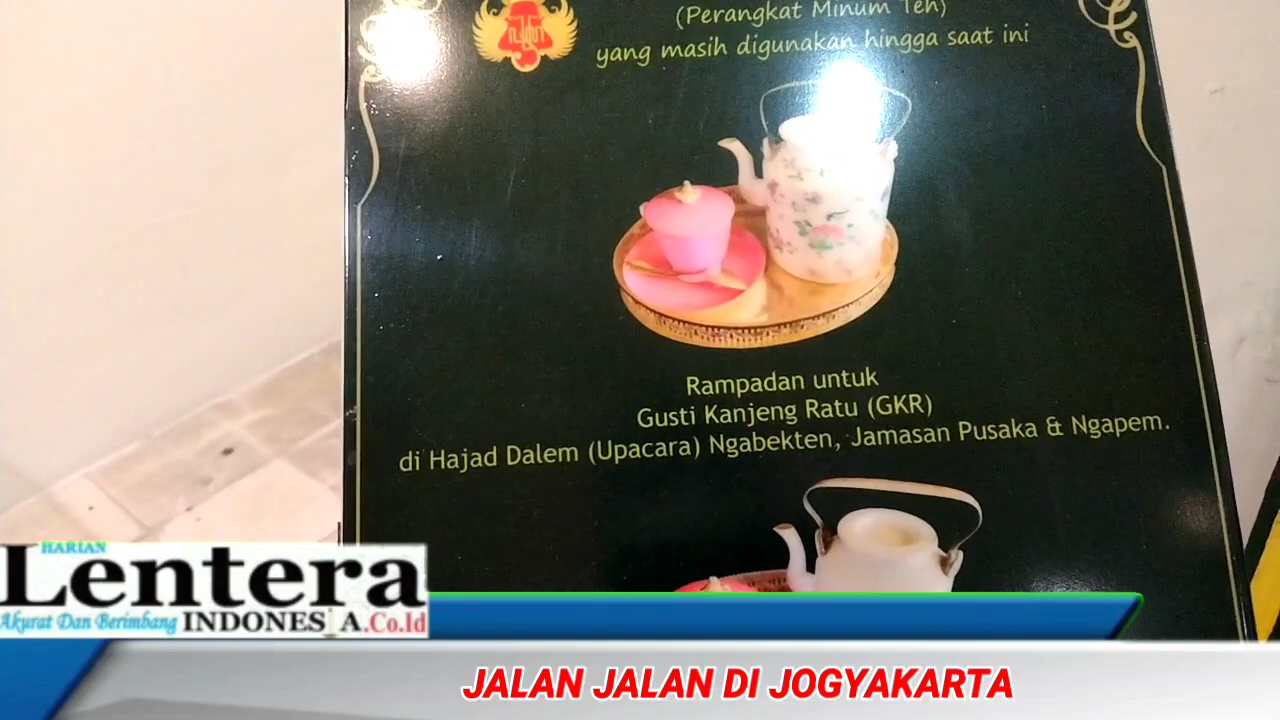 (Perangkat Minum Teh)
yang masih digunakan hingga saat ini
Rampadan untuk
Gusti Kanjeng Ratu (GKR)
di Hajad Dalem (Upacara) Ngabekten, Jamasan Pusaka & Ngapem.
HARIAN
Lentera
Akurat Dan Berimbang INDONESIA.Co.Id
JALAN JALAN DI JOGYAKARTA